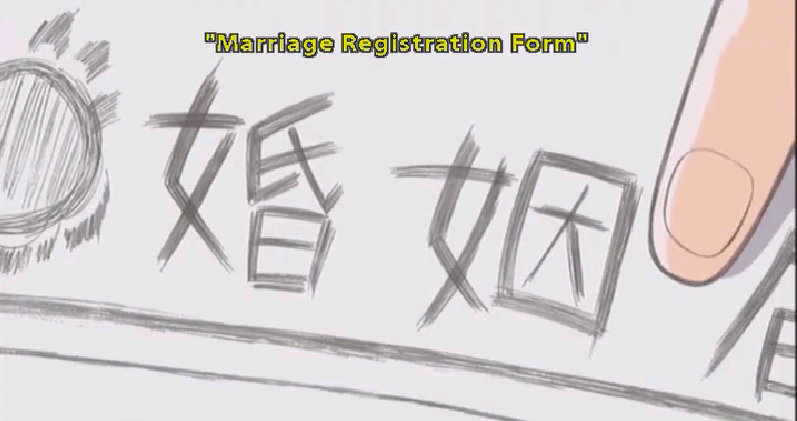 "Marriage Registration Form"
婚姻